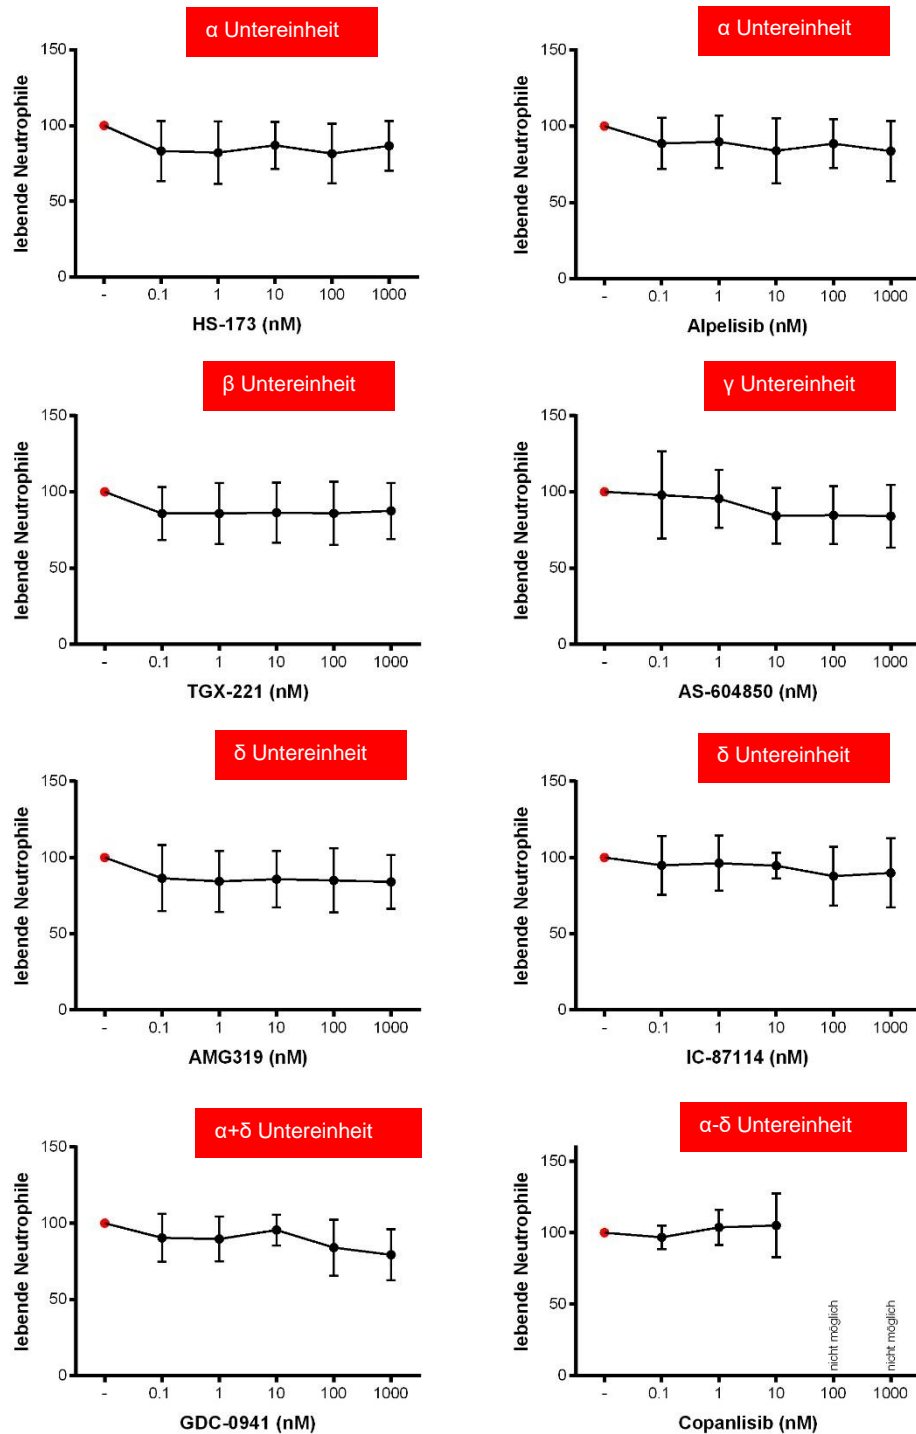 α Untereinheit
lebende Neutrophile
150
100
50
0
- 0.1 1 10 100 1000
HS-173 (nM)
α Untereinheit
lebende Neutrophile
150
100
50
0
- 0.1 1 10 100 1000
Alpelisib (nM)
β Untereinheit
lebende Neutrophile
150
100
50
0
- 0.1 1 10 100 1000
TGX-221 (nM)
γ Untereinheit
lebende Neutrophile
150
100
50
0
- 0.1 1 10 100 1000
AS-604850 (nM)
δ Untereinheit
lebende Neutrophile
150
100
50
0
- 0.1 1 10 100 1000
AMG319 (nM)
δ Untereinheit
lebende Neutrophile
150
100
50
0
- 0.1 1 10 100 1000
IC-87114 (nM)
α+δ Untereinheit
lebende Neutrophile
150
100
50
0
- 0.1 1 10 100 1000
GDC-0941 (nM)
α-δ Untereinheit
lebende Neutrophile
150
100
50
0
nicht möglich
nicht möglich
- 0.1 1 10 100 1000
Copanlisib (nM)